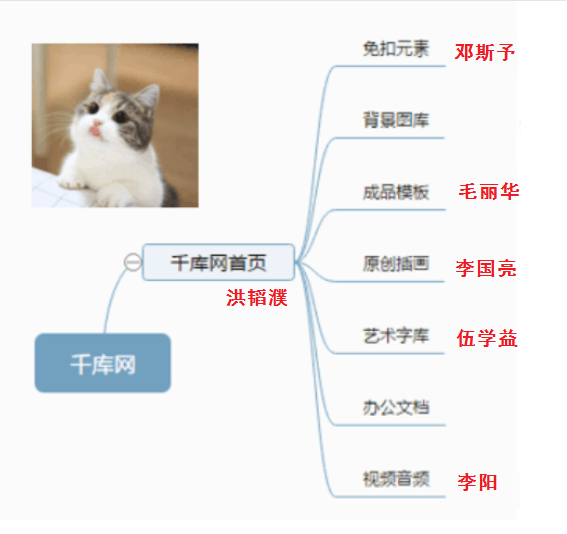 免扣元素 邓斯予
背景图库
成品模板 毛丽华
千库网首页
原创插画 李国亮
洪韬濮
艺术字库 伍学益
千库网
办公文档
视频音频 李阳